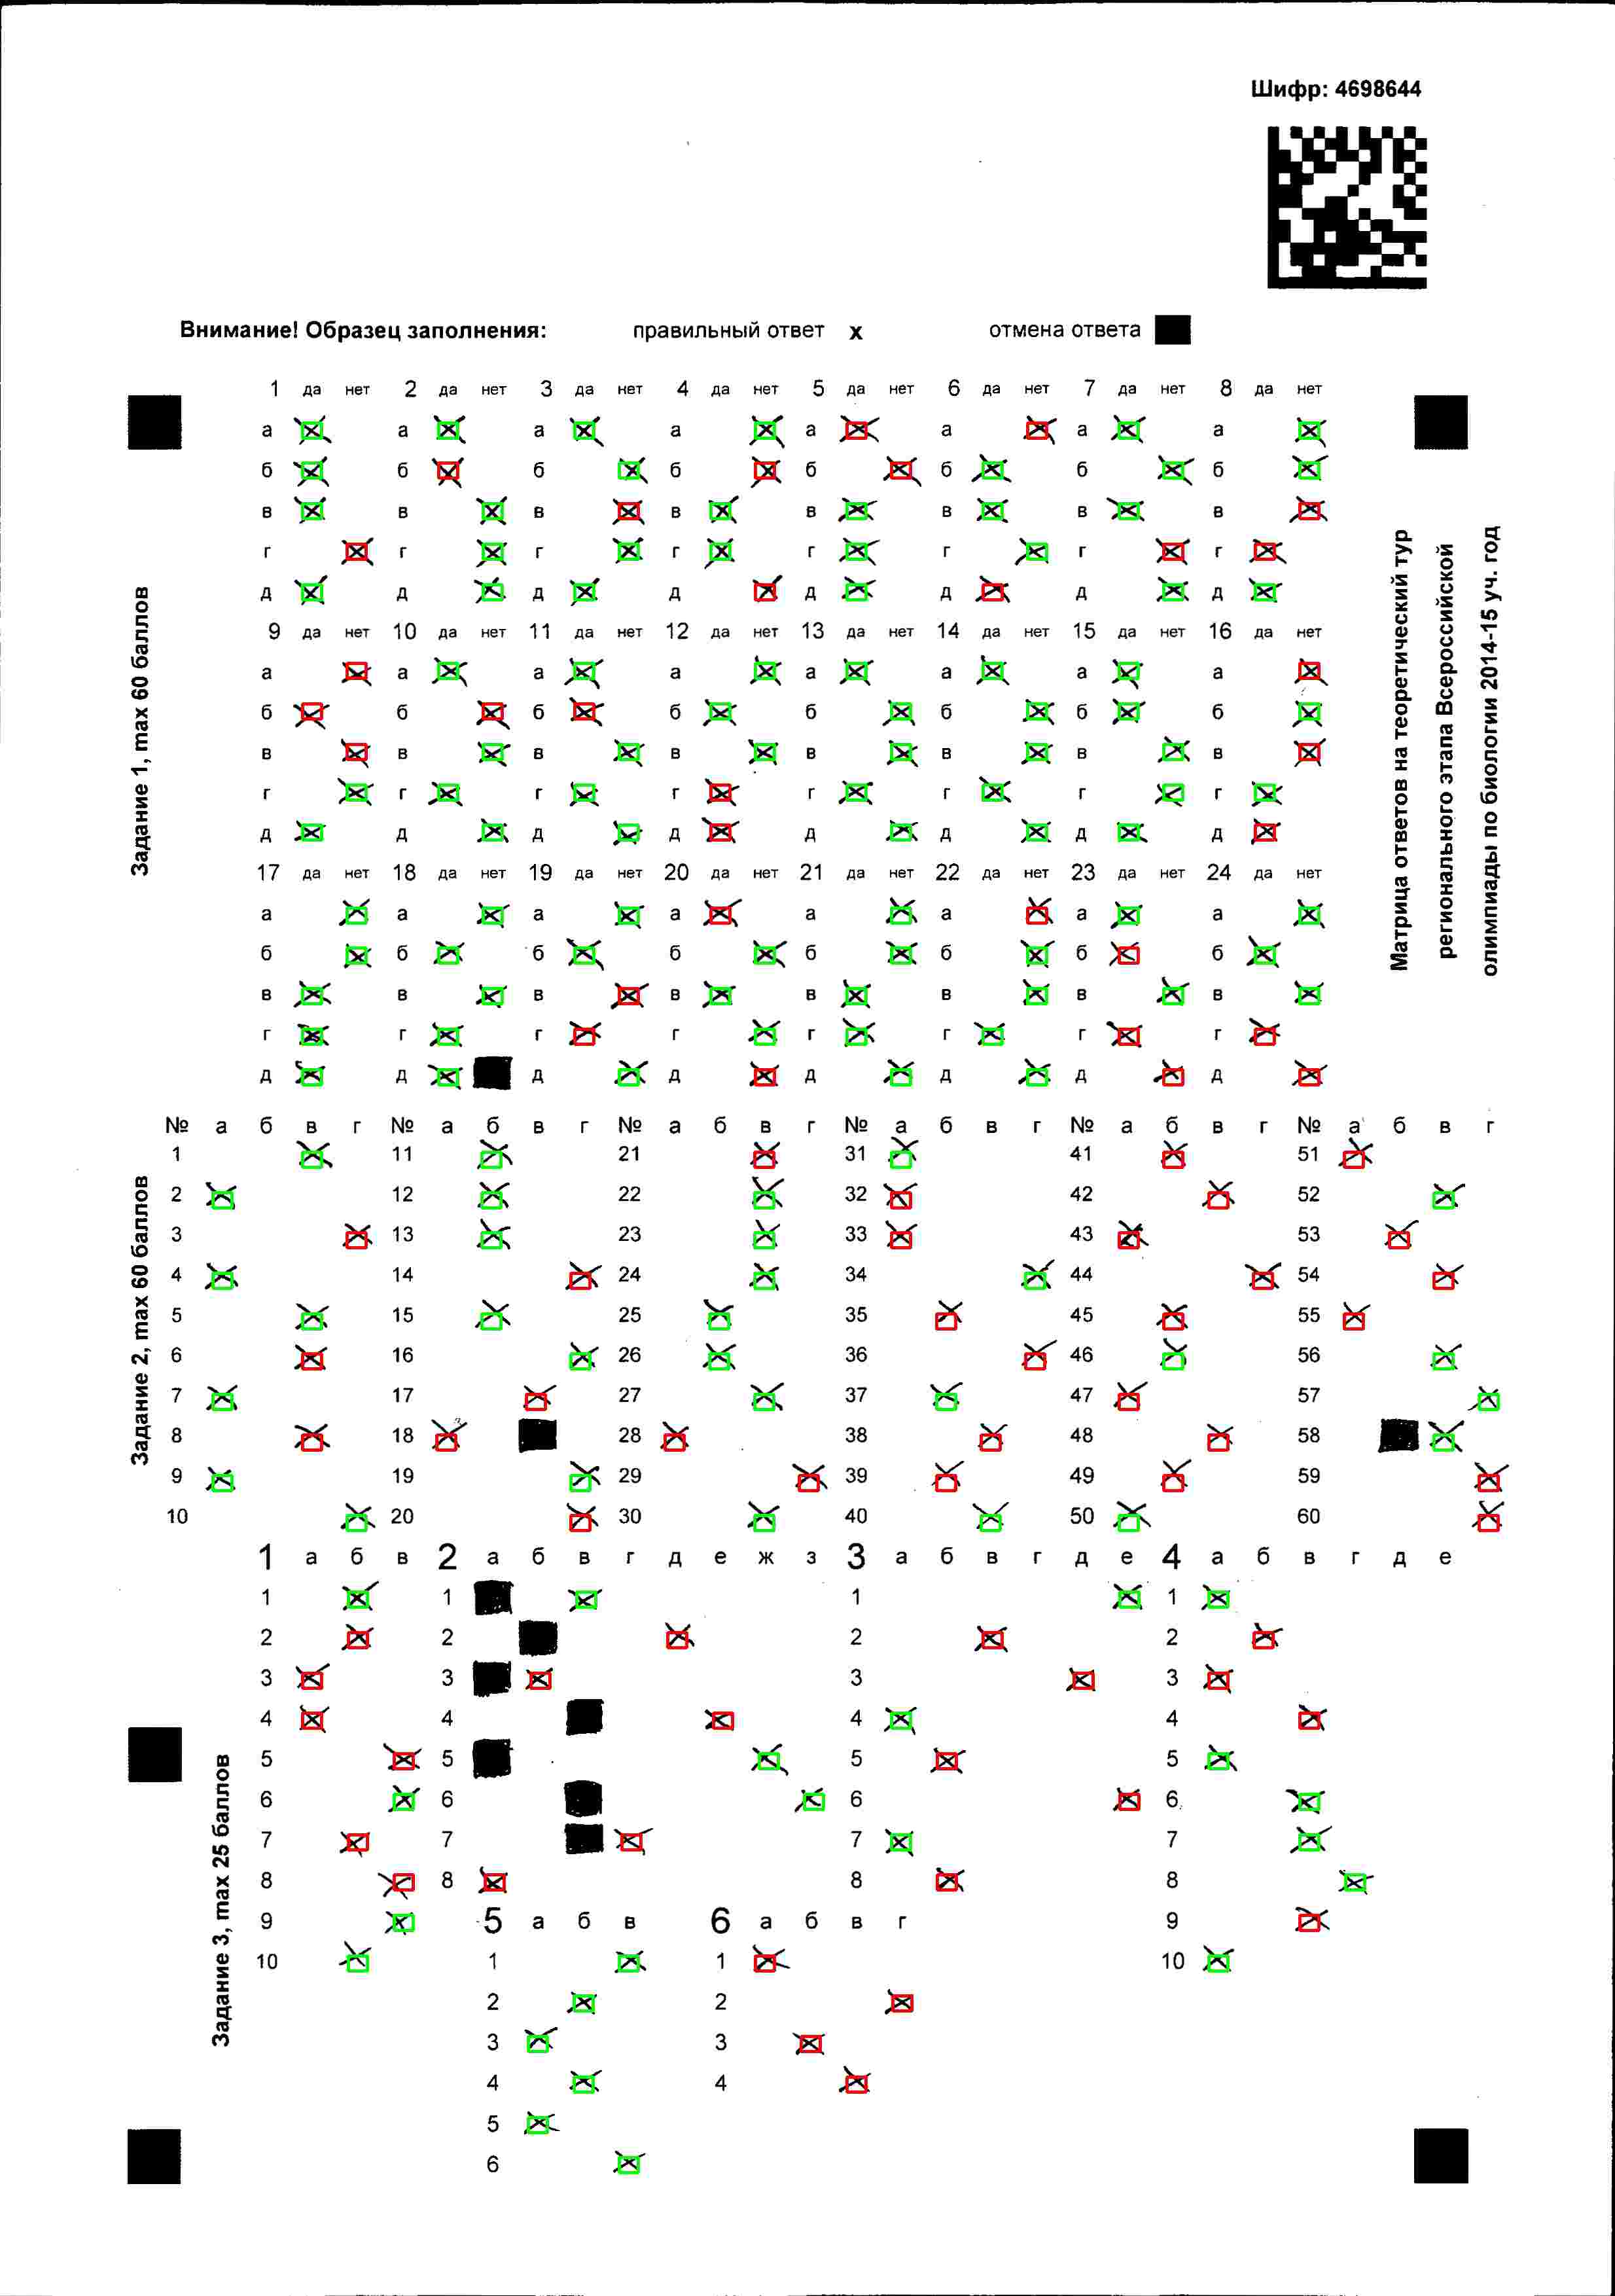 Шифр: 4698644
Внимание! Образец заполнения: правильный ответ x отмена ответа
1 да нет 2 да нет 3 да нет 4 да нет 5 да нет 6 да нет 7 да нет 8 да нет
а а а а а а а а
б б б б б б б б
в в в в в в в в
г г г г г г г г
д д д д д д д д
9 да нет 10 да нет 11 да нет 12 да нет 13 да нет 14 да нет 15 да нет 16 да нет
а а а а а а а а
б б б б б б б б
в в в в в в в в
г г г г г г г г
д д д д д д д д
17 да нет 18 да нет 19 да нет 20 да нет 21 да нет 22 да нет 23 да нет 24 да нет
а а а а а а а а
б б б б б б б б
в в в в в в в в
г г г г г г г г
д д д д д д д д
Задание 1, max 60 баллов
Матрица ответов на теоретический тур
регионального этапа Всероссийской
олимпиады по биологии 2014-15 уч. год
№ а б в г № а б в г № а б в г № а б в г № а б в г № а б в г
1 11 21 31 41 51
2 12 22 32 42 52
3 13 23 33 43 53
4 14 24 34 44 54
5 15 25 35 45 55
6 16 26 36 46 56
7 17 27 37 47 57
8 18 28 38 48 58
9 19 29 39 49 59
10 20 30 40 50 60
Задание 2, max 60 баллов
1 а б в 2 а б в г д е ж з 3 а б в г д е 4 а б в г д е
1 1 1 1
2 2 2 2
3 3 3 3
4 4 4 4
5 5 5 5
6 6 6 6
7 7 7 7
8 8 8 8
9 5 а б в 6 а б в г 9
10 1 1 10
2 2
3 3
4 4
5
6
Задание 3, max 25 баллов